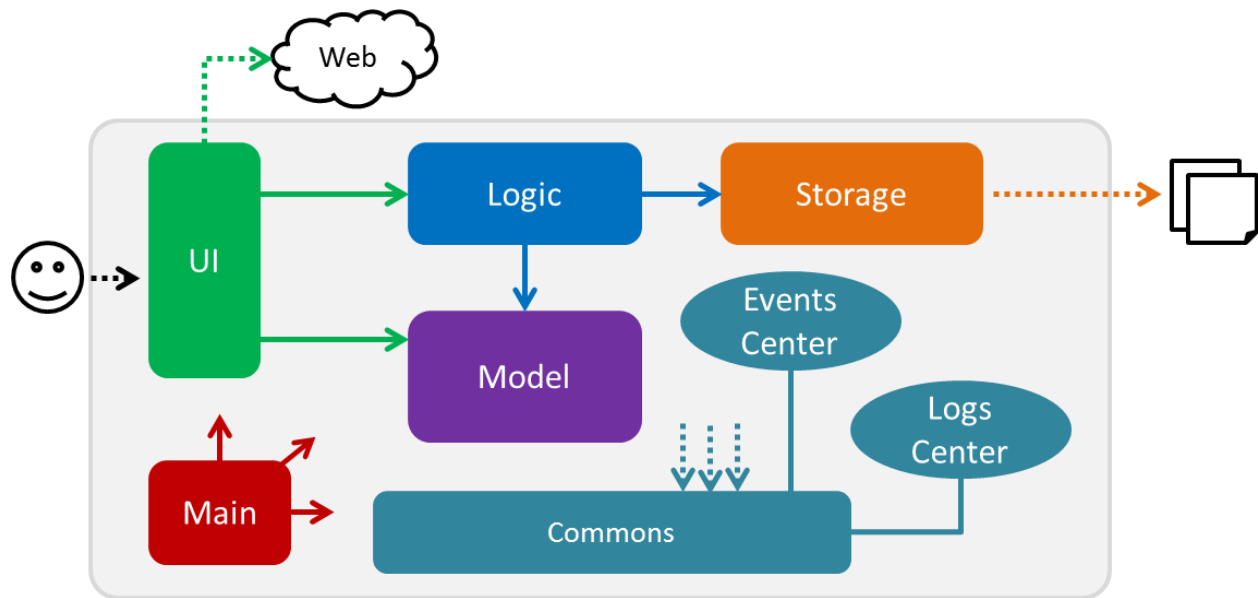 Web
UI
Logic
Storage
Model
Events
Center
Logs
Center
Main
Commons